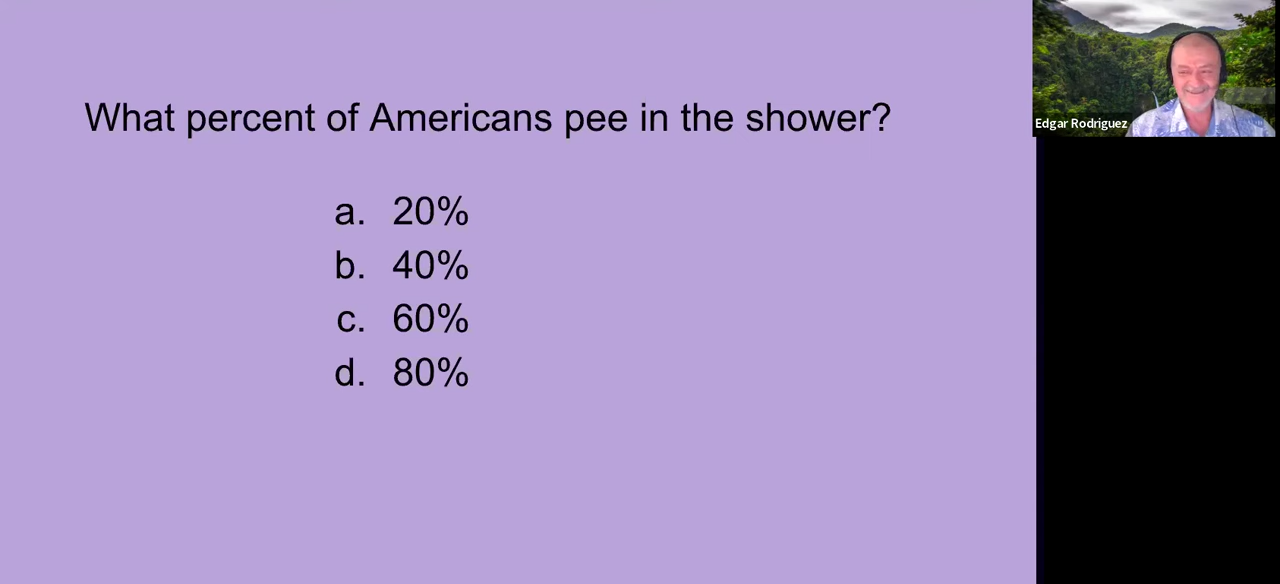 What percent of Americans pee in the shower?
a. 20%
b. 40%
c. 60%
d. 80%
Edgar Rodriguez